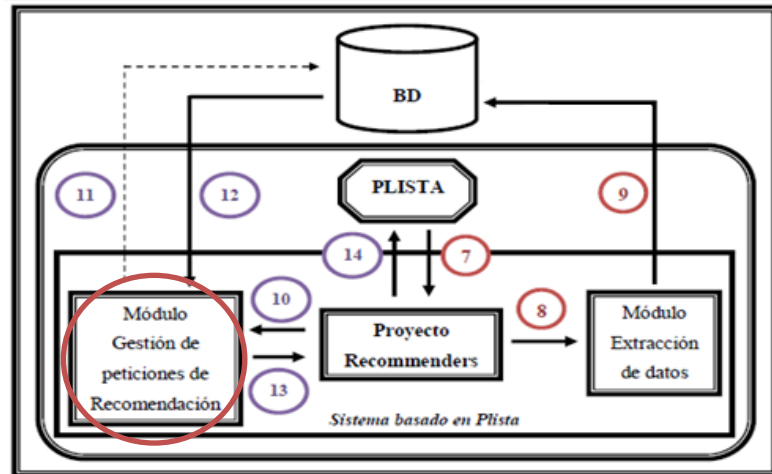 BD
PLISTA
11
12
9
14
7
Módulo
Gestión de
peticiones de
Recomendación
10
13
Proyecto
Recommenders
8
Módulo
Extracción
de datos
Sistema basado en Plista